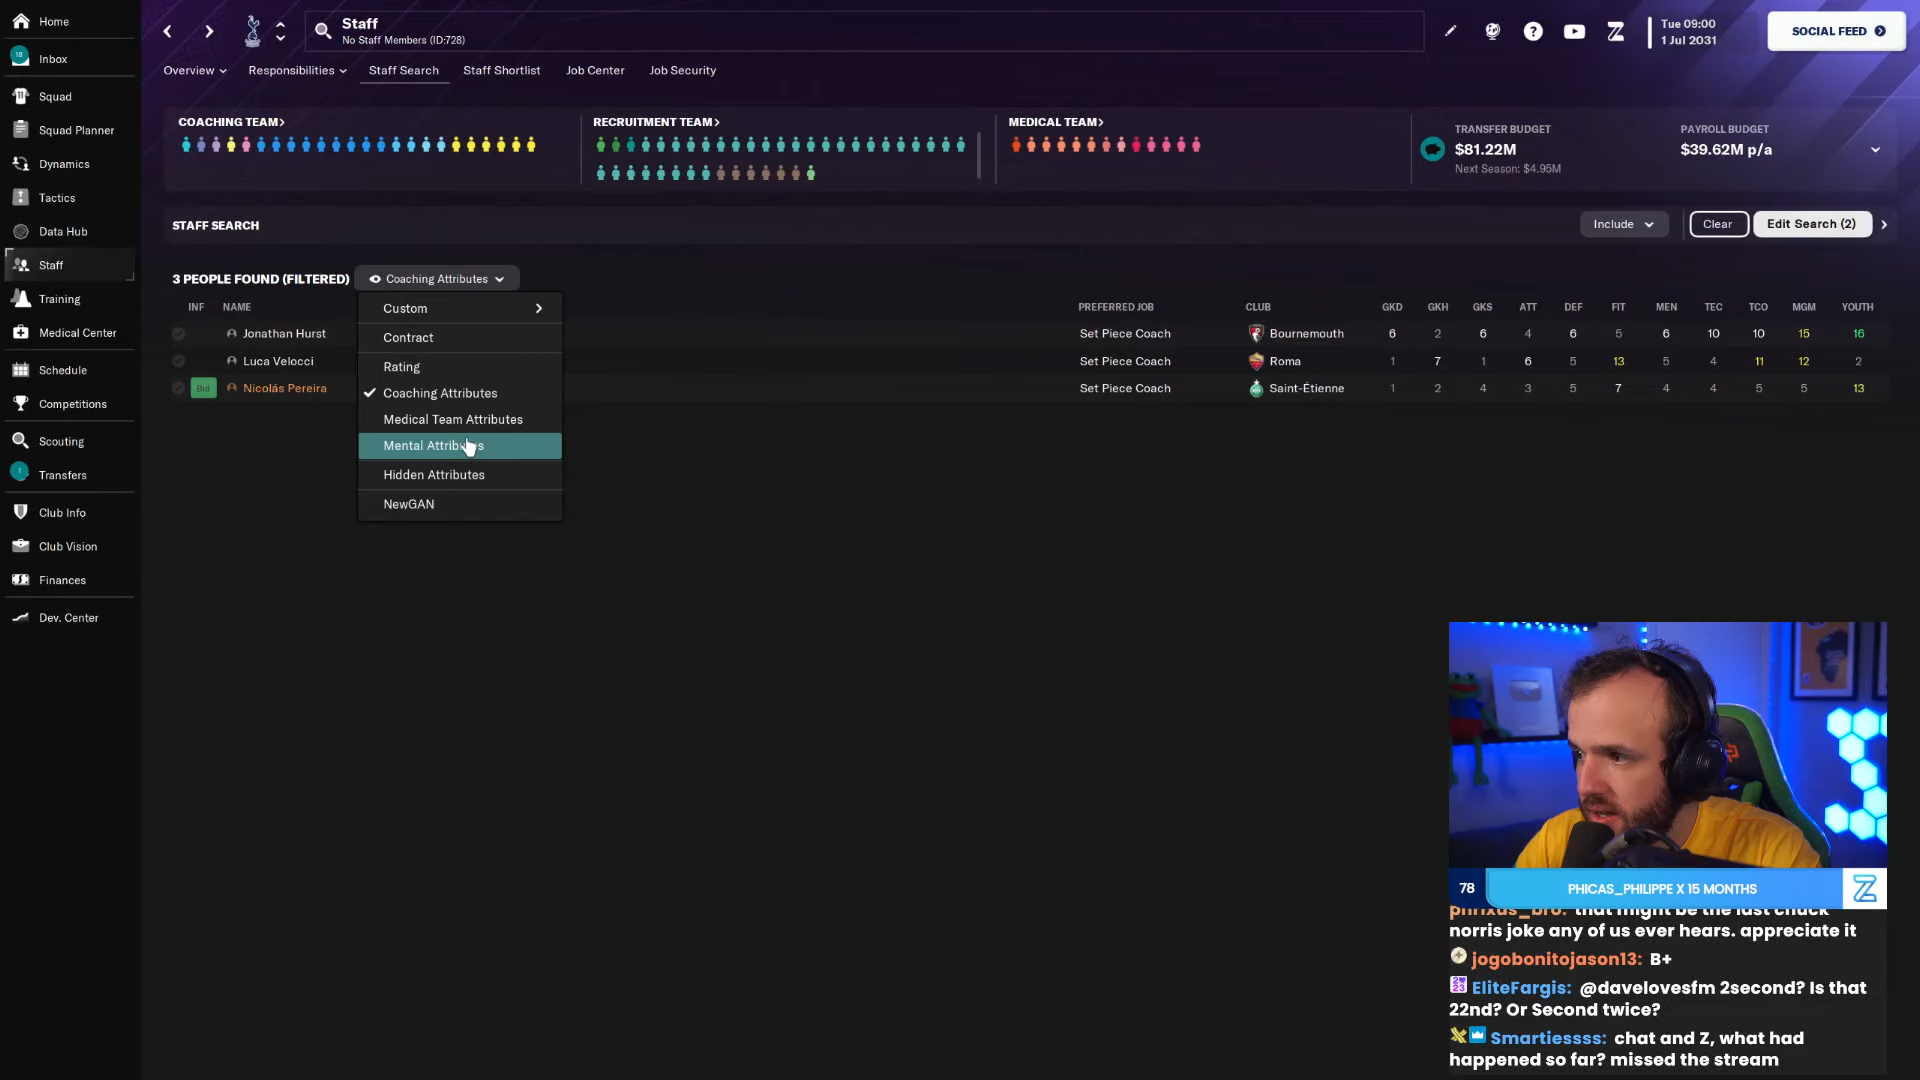 Home
18
Inbox
Squad
Squad Planner
Dynamics
Tactics
Data Hub
Staff
Training
Medical Center
Schedule
Competitions
Scouting
1
Transfers
Club Info
Club Vision
Finances
Dev. Center
Staff
No Staff Members (ID:728)
Tue 09:00
1 Jul 2031
SOCIAL FEED
Overview
Responsibilities
Staff Search
Staff Shortlist
Job Center
Job Security
COACHING TEAM>
RECRUITMENT TEAM>
MEDICAL TEAM>
TRANSFER BUDGET
$81.22M
Next Season: $4.95M
PAYROLL BUDGET
$39.62M p/a
STAFF SEARCH
Include
Clear
Edit Search (2)
3 PEOPLE FOUND (FILTERED)
Coaching Attributes
INF NAME PREFERRED JOB CLUB GKD GKH GKS ATT DEF FIT MEN TEC TCO MGM YOUTH
Jonathan Hurst Set Piece Coach Bournemouth 6 2 6 4 6 5 6 10 10 15 16
Luca Velocci Set Piece Coach Roma 1 7 1 6 5 13 5 4 11 12 2
Bid Nicolás Pereira Set Piece Coach Saint-Étienne 1 2 4 3 5 7 4 4 5 5 13
Custom
Contract
Rating
Coaching Attributes
Medical Team Attributes
Mental Attributes
Hidden Attributes
NewGAN
78 PHICAS_PHILIPPE X 15 MONTHS
phrixus_bro: that might be the last chuck
norris joke any of us ever hears. appreciate it
jogobonitojason13: B+
EliteFargis: @davelovesfm 2second? Is that
22nd? Or Second twice?
Smartiessss: chat and Z, what had
happened so far? missed the stream